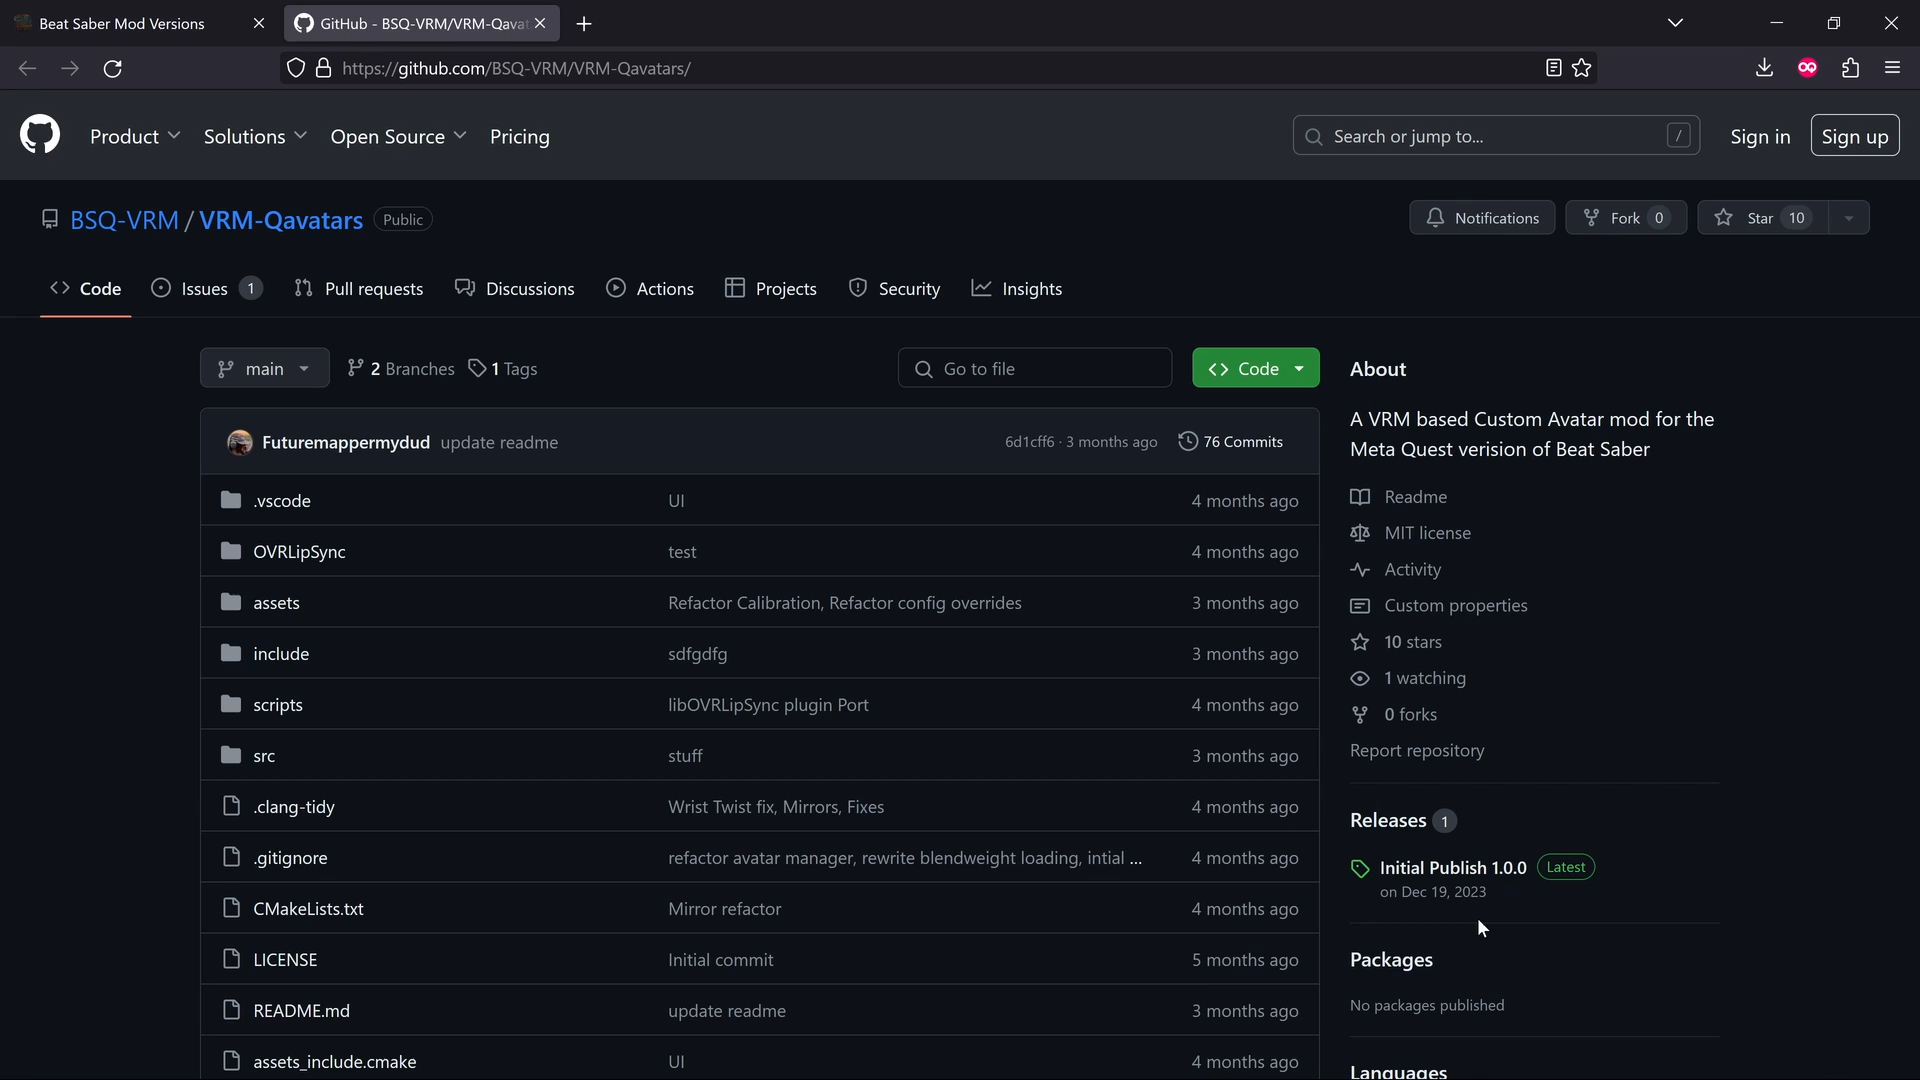 Beat Saber Mod Versions
GitHub - BSQ-VRM/VRM-Qavat
https://github.com/BSQ-VRM/VRM-Qavatars/
Product
Solutions
Open Source
Pricing
Search or jump to...
/
Sign in
Sign up
BSQ-VRM / VRM-Qavatars
Public
Notifications
Fork 0
Star 10
Code
Issues 1
Pull requests
Discussions
Actions
Projects
Security
Insights
main
2 Branches
1 Tags
Go to file
Code
Futuremappermydud update readme
6d1cff6 · 3 months ago
76 Commits
.vscode UI 4 months ago
OVRLipSync test 4 months ago
assets Refactor Calibration, Refactor config overrides 3 months ago
include sdfgdfg 3 months ago
scripts libOVRLipSync plugin Port 4 months ago
src stuff 3 months ago
.clang-tidy Wrist Twist fix, Mirrors, Fixes 4 months ago
.gitignore refactor avatar manager, rewrite blendweight loading, intial ... 4 months ago
CMakeLists.txt Mirror refactor 4 months ago
LICENSE Initial commit 5 months ago
README.md update readme 3 months ago
assets_include.cmake UI 4 months ago
About
A VRM based Custom Avatar mod for the
Meta Quest verision of Beat Saber
Readme
MIT license
Activity
Custom properties
10 stars
1 watching
0 forks
Report repository
Releases 1
Initial Publish 1.0.0 Latest
on Dec 19, 2023
Packages
No packages published
Languages